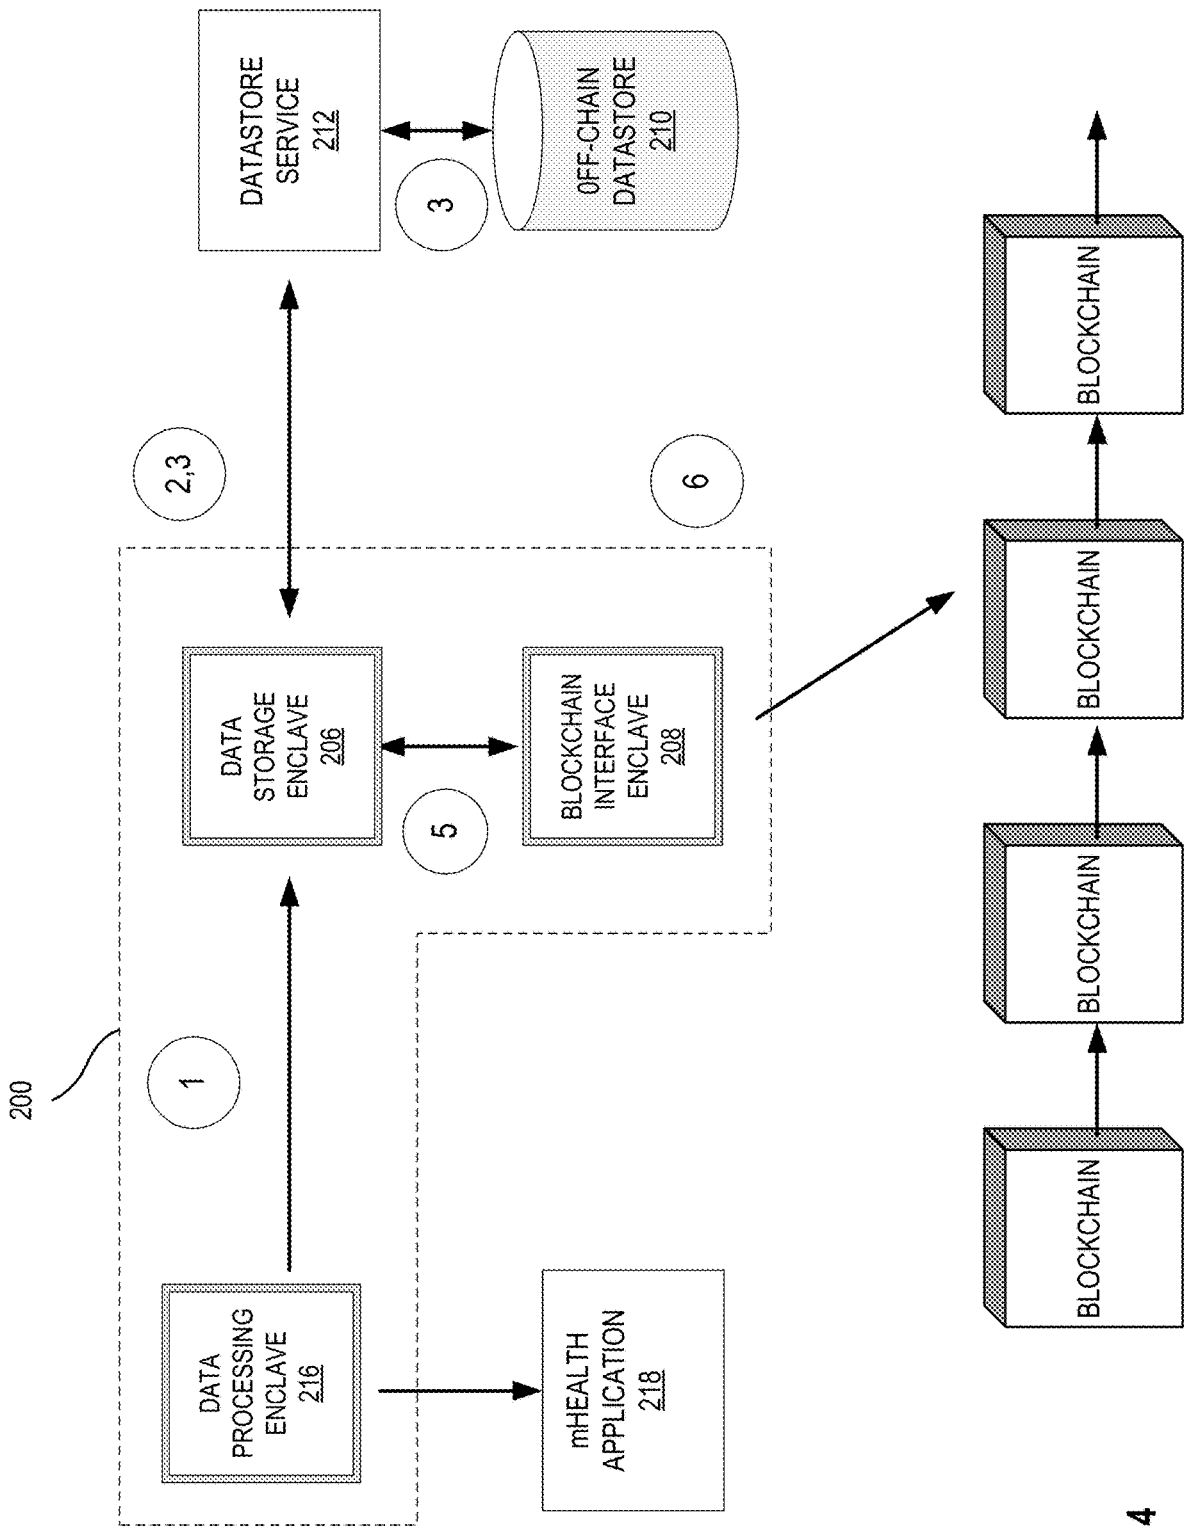 200
DATA
PROCESSING
ENCLAVE
216
1
DATA
STORAGE
ENCLAVE
206
2,3
DATASTORE
SERVICE
212
mHEALTH
APPLICATION
218
5
BLOCKCHAIN
INTERFACE
ENCLAVE
208
6
3
0FF-CHAIN
DATASTORE
210
BLOCKCHAIN
BLOCKCHAIN
BLOCKCHAIN
BLOCKCHAIN
4